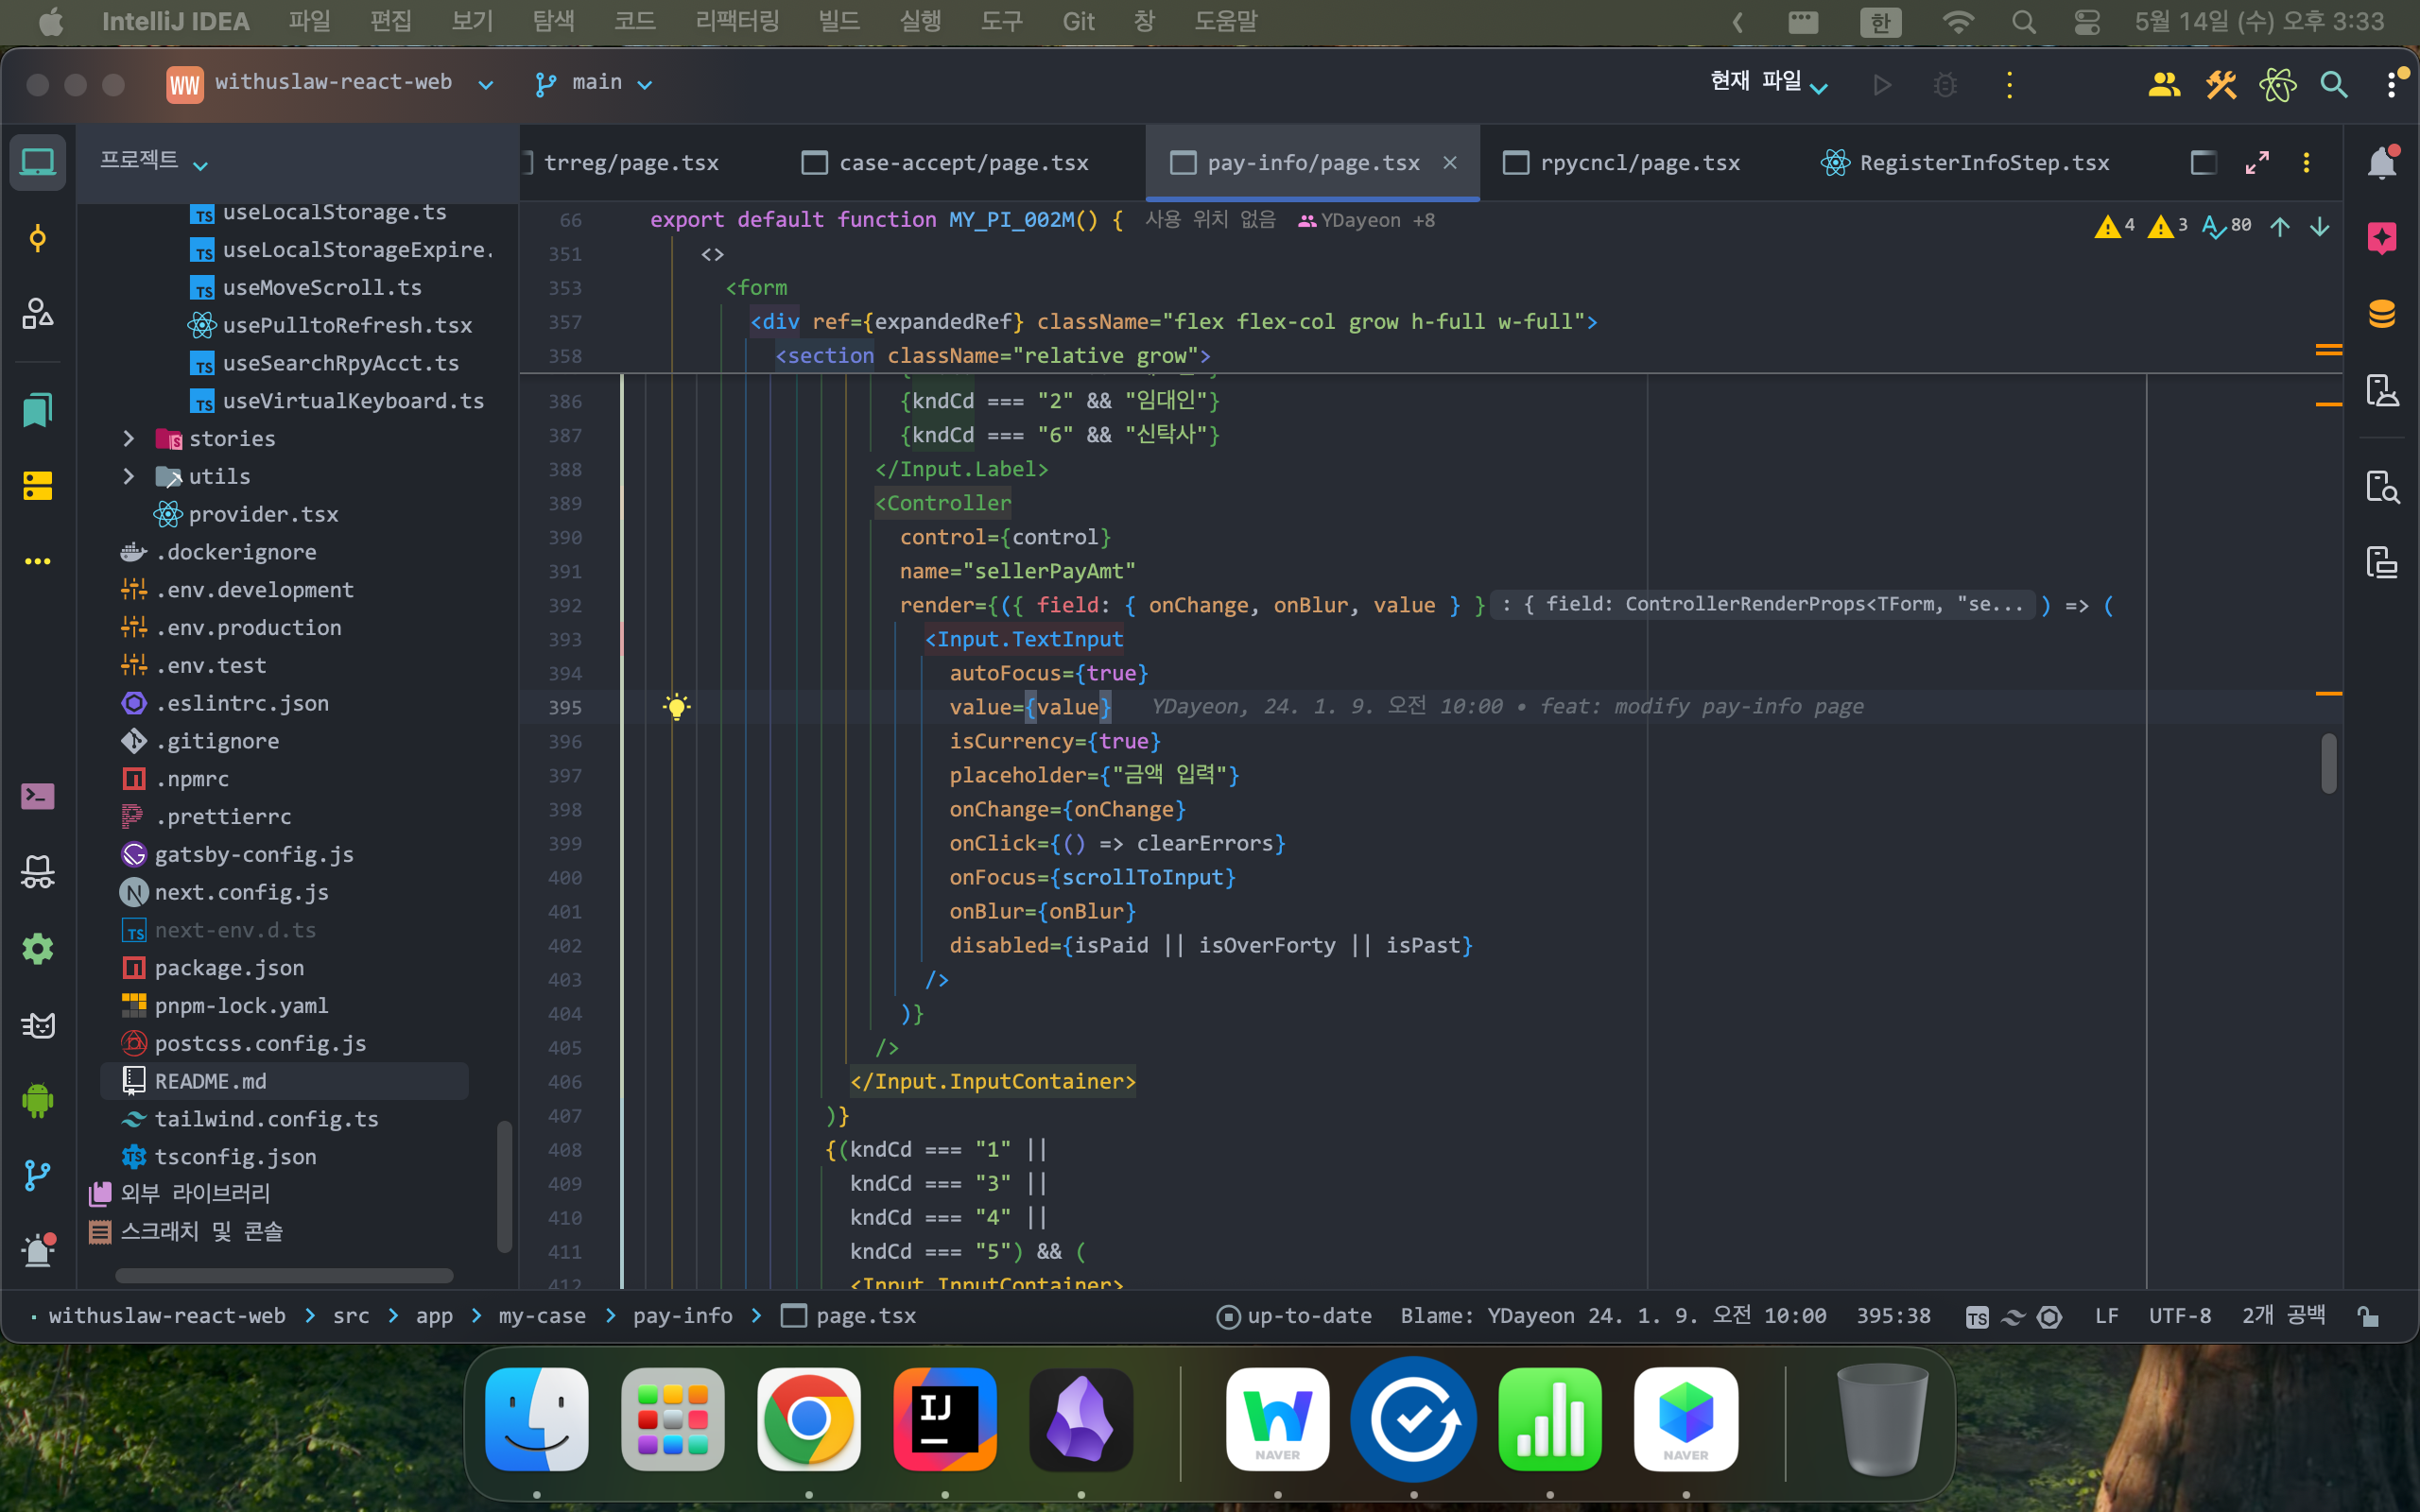 IntelliJ IDEA 파일 편집 보기 탐색 코드 리팩터링 빌드 실행 도구 Git 창 도움말 한 5월 14일 (수) 오후 3:33
WW withuslaw-react-web main 현재 파일
프로젝트
trreg/page.tsx case-accept/page.tsx pay-info/page.tsx rpycncl/page.tsx RegisterInfoStep.tsx
useLocalStorage.ts
useLocalStorageExpire.
useMoveScroll.ts
usePulltoRefresh.tsx
useSearchRpyAcct.ts
useVirtualKeyboard.ts
stories
utils
provider.tsx
.dockerignore
.env.development
.env.production
.env.test
.eslintrc.json
.gitignore
.npmrc
.prettierrc
gatsby-config.js
next.config.js
next-env.d.ts
package.json
pnpm-lock.yaml
postcss.config.js
README.md
tailwind.config.ts
tsconfig.json
외부 라이브러리
스크래치 및 콘솔
66 export default function MY_PI_002M() { 사용 위치 없음 YDayeon +8
4 3 80
351 <>
353 <form
357 <div ref={expandedRef} className="flex flex-col grow h-full w-full">
358 <section className="relative grow">
386 {kndCd === "2" && "임대인"}
387 {kndCd === "6" && "신탁사"}
388 </Input.Label>
389 <Controller
390 control={control}
391 name="sellerPayAmt"
392 render={({ field: { onChange, onBlur, value } } : { field: ControllerRenderProps<TForm, "se... ) => (
393 <Input.TextInput
394 autoFocus={true}
395 value={value} YDayeon, 24. 1. 9. 오전 10:00 • feat: modify pay-info page
396 isCurrency={true}
397 placeholder={"금액 입력"}
398 onChange={onChange}
399 onClick={() => clearErrors}
400 onFocus={scrollToInput}
401 onBlur={onBlur}
402 disabled={isPaid || isOverForty || isPast}
403 />
404 )}
405 />
406 </Input.InputContainer>
407 )}
408 {(kndCd === "1" ||
409 kndCd === "3" ||
410 kndCd === "4" ||
411 kndCd === "5") && (
412 <Input.InputContainer>
withuslaw-react-web > src > app > my-case > pay-info > page.tsx up-to-date Blame: YDayeon 24. 1. 9. 오전 10:00 395:38 TS LF UTF-8 2개 공백
IJ
NAVER
NAVER